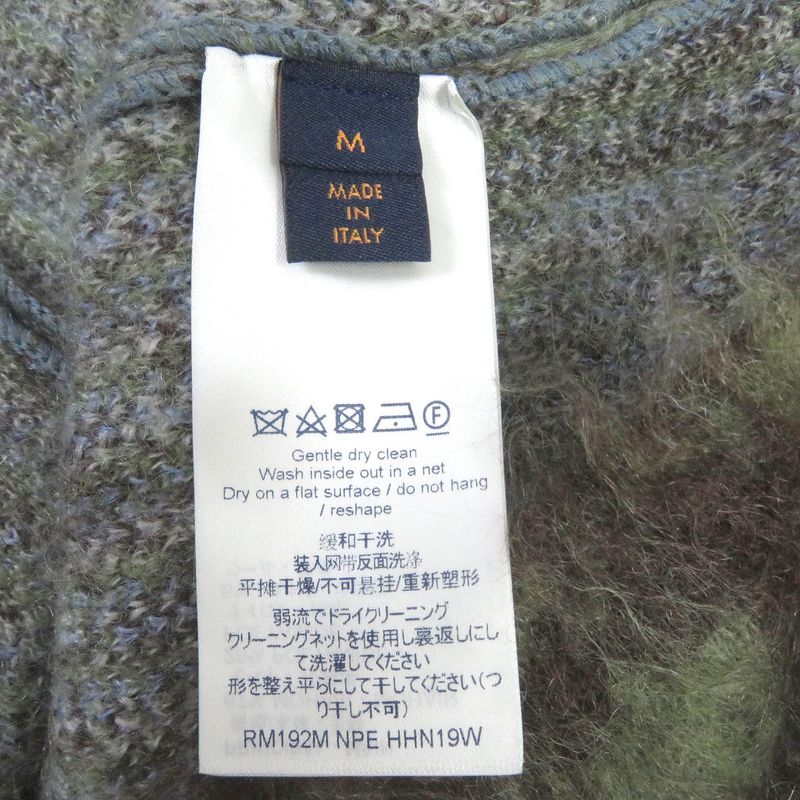 M
MADE
IN
ITALY
F
Gentle dry clean
Wash inside out in a net
Dry on a flat surface / do not hang
/ reshape
缓和干洗
装入网带反面洗涤
平摊干燥/不可悬挂/重新塑形
弱流でドライクリーニング
クリーニングネットを使用し裏返しにし
て洗濯してください
形を整え平らにして干してください(つ
り干し不可)
RM192M NPE HHN19W